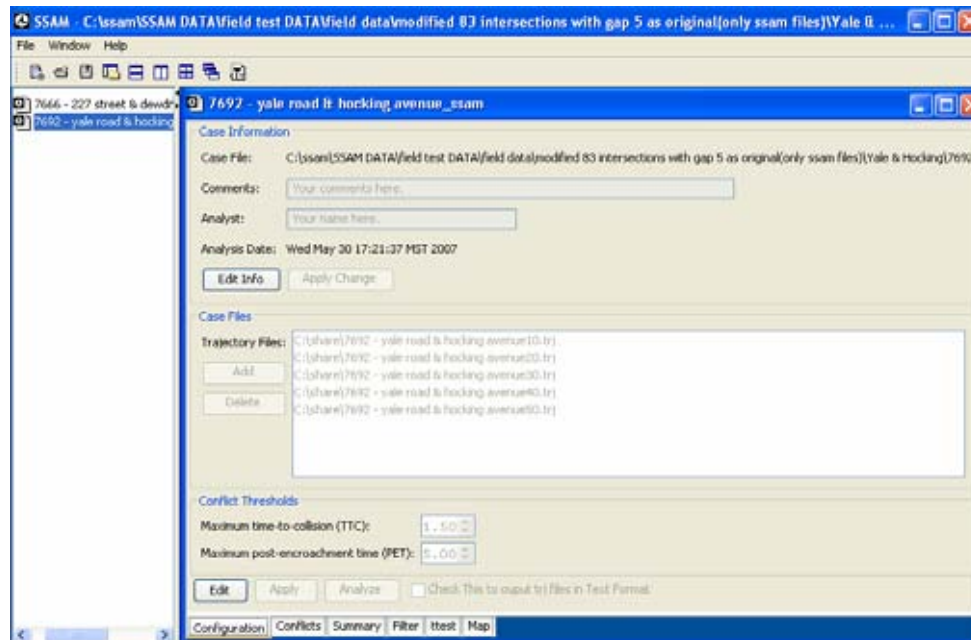 SSAM - C:\ssam\SSAM DATA\field test DATA\field data\modified 83 intersections with gap 5 as original(only ssam files)\Yale & ...
File Window Help
7666 - 227 street & dewdr
7692 - yale road & hocking
7692 - yale road & hocking avenue_ssam
Case Information
Case File: C:\ssam\SSAM DATA\field test DATA\field data\modified 83 intersections with gap 5 as original(only ssam files)\Yale & Hocking\7692
Comments: Your comments here.
Analyst: Your name here.
Analysis Date: Wed May 30 17:21:37 MST 2007
Edit Info Apply Change
Case Files
Trajectory Files: C:\share\7692 - yale road & hocking avenue10.trj
C:\share\7692 - yale road & hocking avenue20.trj
C:\share\7692 - yale road & hocking avenue30.trj
C:\share\7692 - yale road & hocking avenue40.trj
C:\share\7692 - yale road & hocking avenue50.trj
Add
Delete
Conflict Thresholds
Maximum time-to-collision (TTC): 1.50
Maximum post-encroachment time (PET): 5.00
Edit Apply Analyze Check This to ouput trj files in Text Format
Configuration Conflicts Summary Filter ttest Map